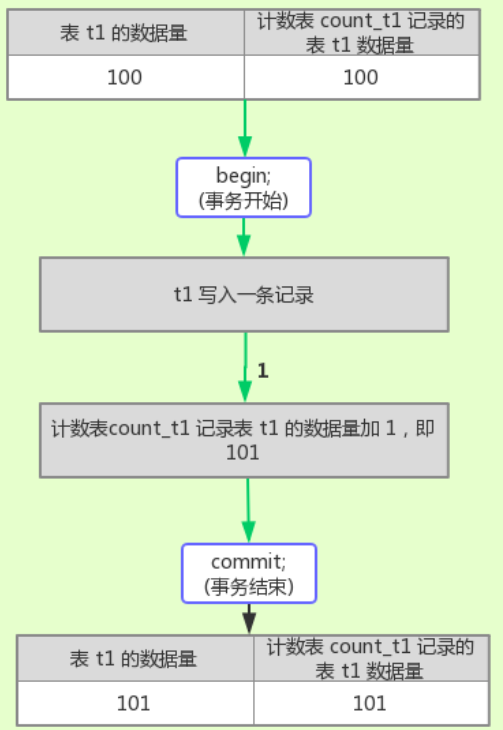 表 t1 的数据量
计数表 count_t1 记录的
表 t1 数据量
100
100
begin;
(事务开始)
t1 写入一条记录
1
计数表count_t1 记录表 t1 的数据量加 1，即
101
commit;
(事务结束)
表 t1 的数据量
计数表 count_t1 记录的
表 t1 数据量
101
101